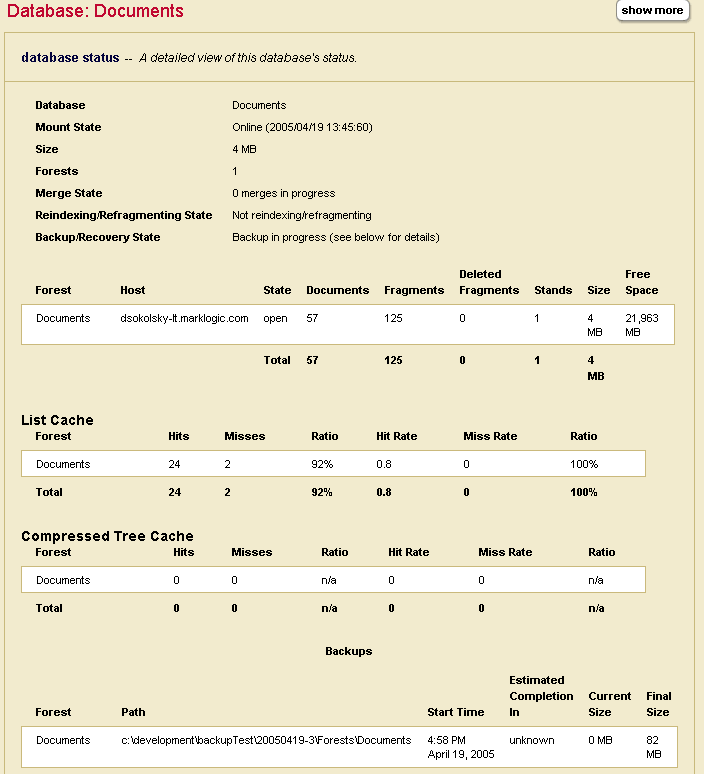 Database: Documents
show more
database status -- A detailed view of this database's status.
Database Documents
Mount State Online (2005/04/19 13:45:60)
Size 4 MB
Forests 1
Merge State 0 merges in progress
Reindexing/Refragmenting State Not reindexing/refragmenting
Backup/Recovery State Backup in progress (see below for details)
Deleted Free
Forest Host State Documents Fragments Fragments Stands Size Space
Documents dsokolsky-lt.marklogic.com open 57 125 0 1 4 21,963
MB MB
Total 57 125 0 1 4
MB
List Cache
Forest Hits Misses Ratio Hit Rate Miss Rate Ratio
Documents 24 2 92% 0.8 0 100%
Total 24 2 92% 0.8 0 100%
Compressed Tree Cache
Forest Hits Misses Ratio Hit Rate Miss Rate Ratio
Documents 0 0 n/a 0 0 n/a
Total 0 0 n/a 0 0 n/a
Backups
Estimated
Completion Current Final
Forest Path Start Time In Size Size
Documents c:\development\backupTest\20050419-3\Forests\Documents 4:58 PM unknown 0 MB 82
April 19, 2005 MB